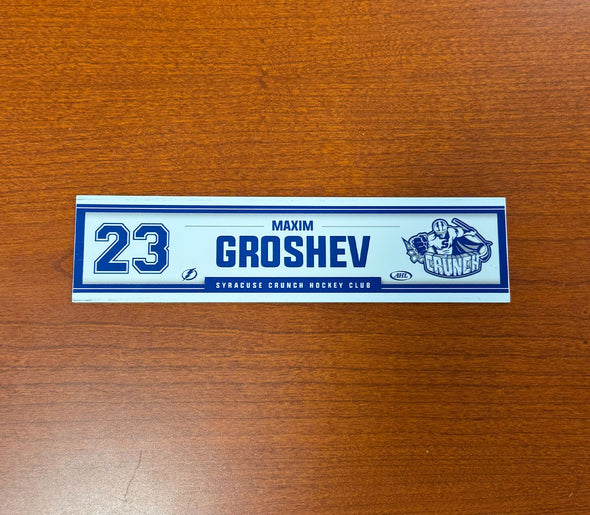 23
MAXIM
GROSHEV
SYRACUSE CRUNCH HOCKEY CLUB
AHL
CRUNCH